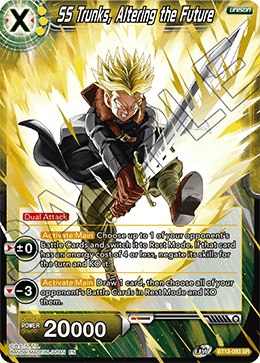 X
SS Trunks, Altering the Future
UNISON
SAMPLE
Dual Attack
±0
Activate:Main Choose up to 1 of your opponent's
Battle Cards and switch it to Rest Mode. If that card
has an energy cost of 4 or less, negate its skills for
the turn and KO it.
-3
Activate:Main Draw 1 card, then choose all of
your opponent's Battle Cards in Rest Mode and KO
them.
POWER
20000
BT13-093 SR